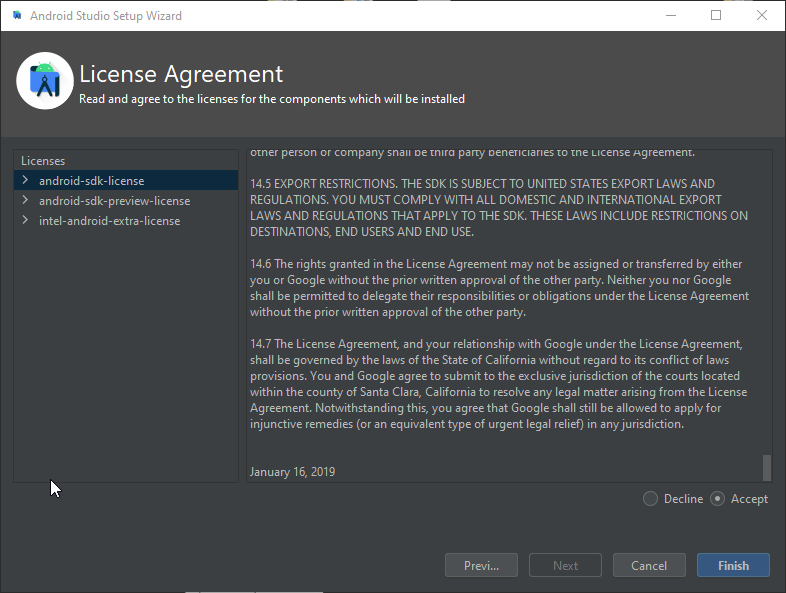 Android Studio Setup Wizard
License Agreement
Read and agree to the licenses for the components which will be installed
Licenses
android-sdk-license
android-sdk-preview-license
intel-android-extra-license
other person or company shall be third party beneficiaries to the License Agreement.
14.5 EXPORT RESTRICTIONS. THE SDK IS SUBJECT TO UNITED STATES EXPORT LAWS AND
REGULATIONS. YOU MUST COMPLY WITH ALL DOMESTIC AND INTERNATIONAL EXPORT
LAWS AND REGULATIONS THAT APPLY TO THE SDK. THESE LAWS INCLUDE RESTRICTIONS ON
DESTINATIONS, END USERS AND END USE.
14.6 The rights granted in the License Agreement may not be assigned or transferred by either
you or Google without the prior written approval of the other party. Neither you nor Google
shall be permitted to delegate their responsibilities or obligations under the License Agreement
without the prior written approval of the other party.
14.7 The License Agreement, and your relationship with Google under the License Agreement,
shall be governed by the laws of the State of California without regard to its conflict of laws
provisions. You and Google agree to submit to the exclusive jurisdiction of the courts located
within the county of Santa Clara, California to resolve any legal matter arising from the License
Agreement. Notwithstanding this, you agree that Google shall still be allowed to apply for
injunctive remedies (or an equivalent type of urgent legal relief) in any jurisdiction.
January 16, 2019
Decline Accept
Previ... Next Cancel Finish